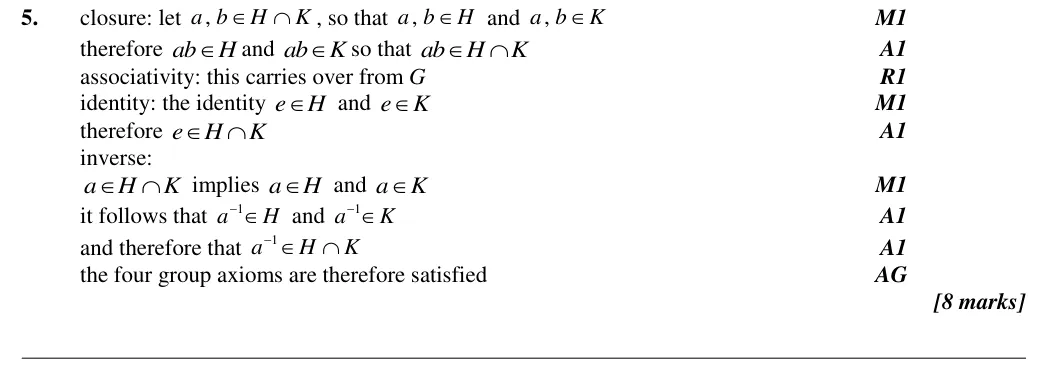 5. closure: let a, b ∈ H ∩ K, so that a, b ∈ H and a, b ∈ K M1
therefore ab ∈ H and ab ∈ K so that ab ∈ H ∩ K A1
associativity: this carries over from G R1
identity: the identity e ∈ H and e ∈ K M1
therefore e ∈ H ∩ K A1
inverse:
a ∈ H ∩ K implies a ∈ H and a ∈ K M1
it follows that a⁻¹ ∈ H and a⁻¹ ∈ K A1
and therefore that a⁻¹ ∈ H ∩ K A1
the four group axioms are therefore satisfied AG
[8 marks]